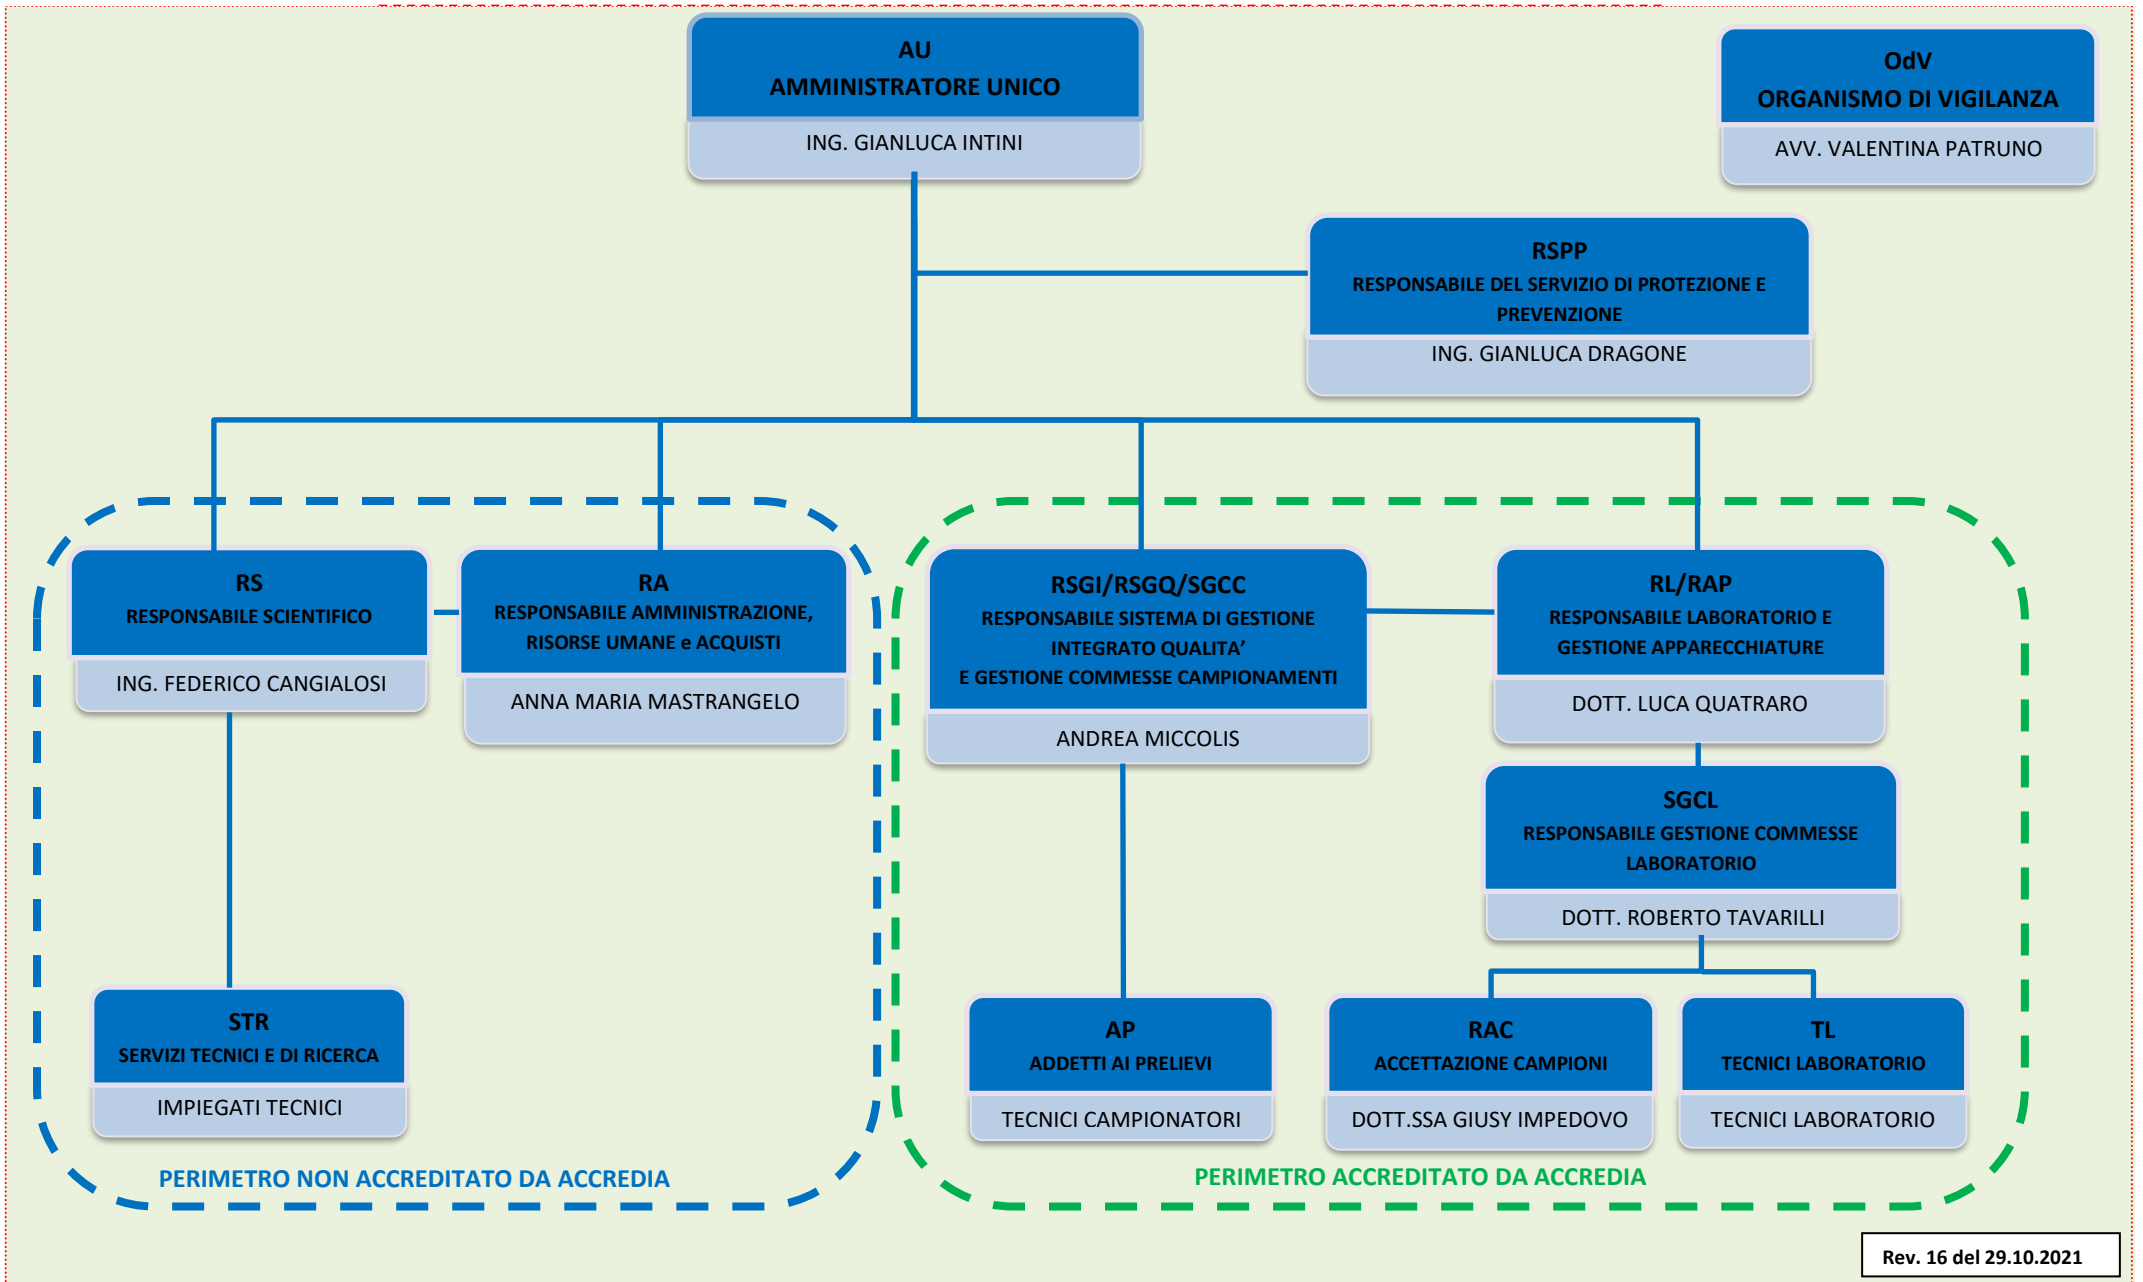 AU
AMMINISTRATORE UNICO
ING. GIANLUCA INTINI
OdV
ORGANISMO DI VIGILANZA
AVV. VALENTINA PATRUNO
RSPP
RESPONSABILE DEL SERVIZIO DI PROTEZIONE E
PREVENZIONE
ING. GIANLUCA DRAGONE
RS
RESPONSABILE SCIENTIFICO
ING. FEDERICO CANGIALOSI
RA
RESPONSABILE AMMINISTRAZIONE,
RISORSE UMANE e ACQUISTI
ANNA MARIA MASTRANGELO
RSGI/RSGQ/SGCC
RESPONSABILE SISTEMA DI GESTIONE
INTEGRATO QUALITA’
E GESTIONE COMMESSE CAMPIONAMENTI
ANDREA MICCOLIS
RL/RAP
RESPONSABILE LABORATORIO E
GESTIONE APPARECCHIATURE
DOTT. LUCA QUATRARO
SGCL
RESPONSABILE GESTIONE COMMESSE
LABORATORIO
DOTT. ROBERTO TAVARILLI
STR
SERVIZI TECNICI E DI RICERCA
IMPIEGATI TECNICI
AP
ADDETTI AI PRELIEVI
TECNICI CAMPIONATORI
RAC
ACCETTAZIONE CAMPIONI
DOTT.SSA GIUSY IMPEDOVO
TL
TECNICI LABORATORIO
TECNICI LABORATORIO
PERIMETRO NON ACCREDITATO DA ACCREDIA
PERIMETRO ACCREDITATO DA ACCREDIA
Rev. 16 del 29.10.2021